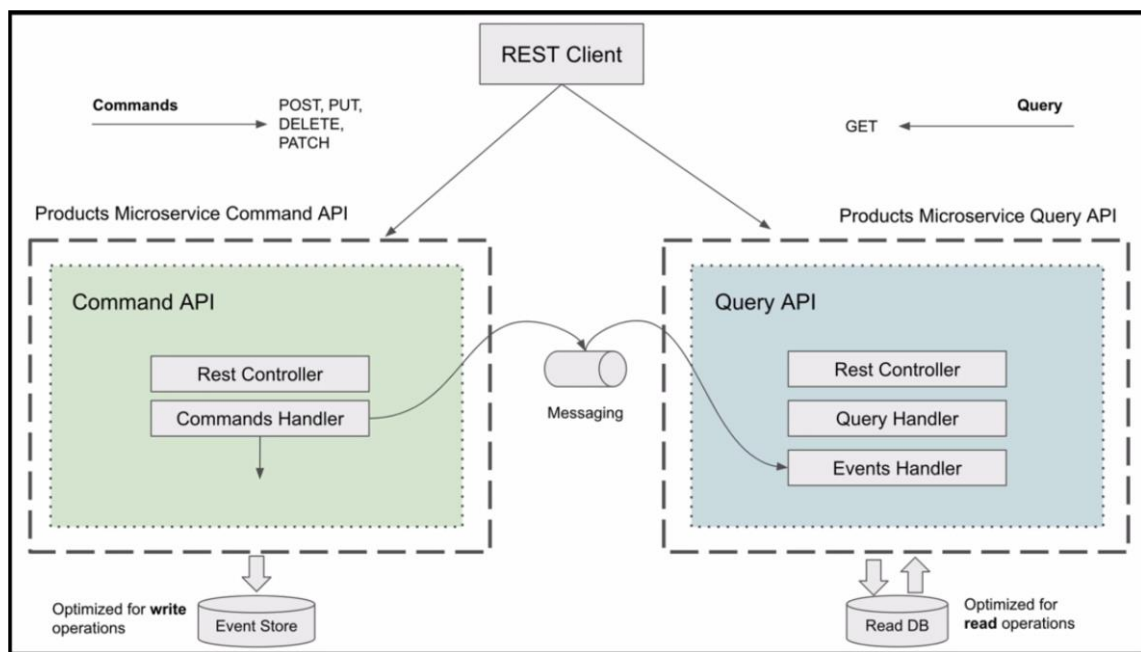 REST Client
Commands
POST, PUT,
DELETE,
PATCH
Query
GET
Products Microservice Command API
Products Microservice Query API
Command API
Rest Controller
Commands Handler
Messaging
Query API
Rest Controller
Query Handler
Events Handler
Optimized for write
operations
Event Store
Read DB
Optimized for
read operations